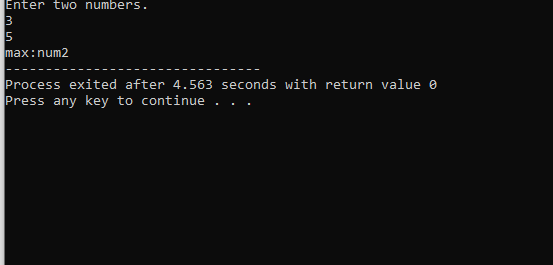 Enter two numbers.
3
5
max:num2
--------------------------------
Process exited after 4.563 seconds with return value 0
Press any key to continue . . .